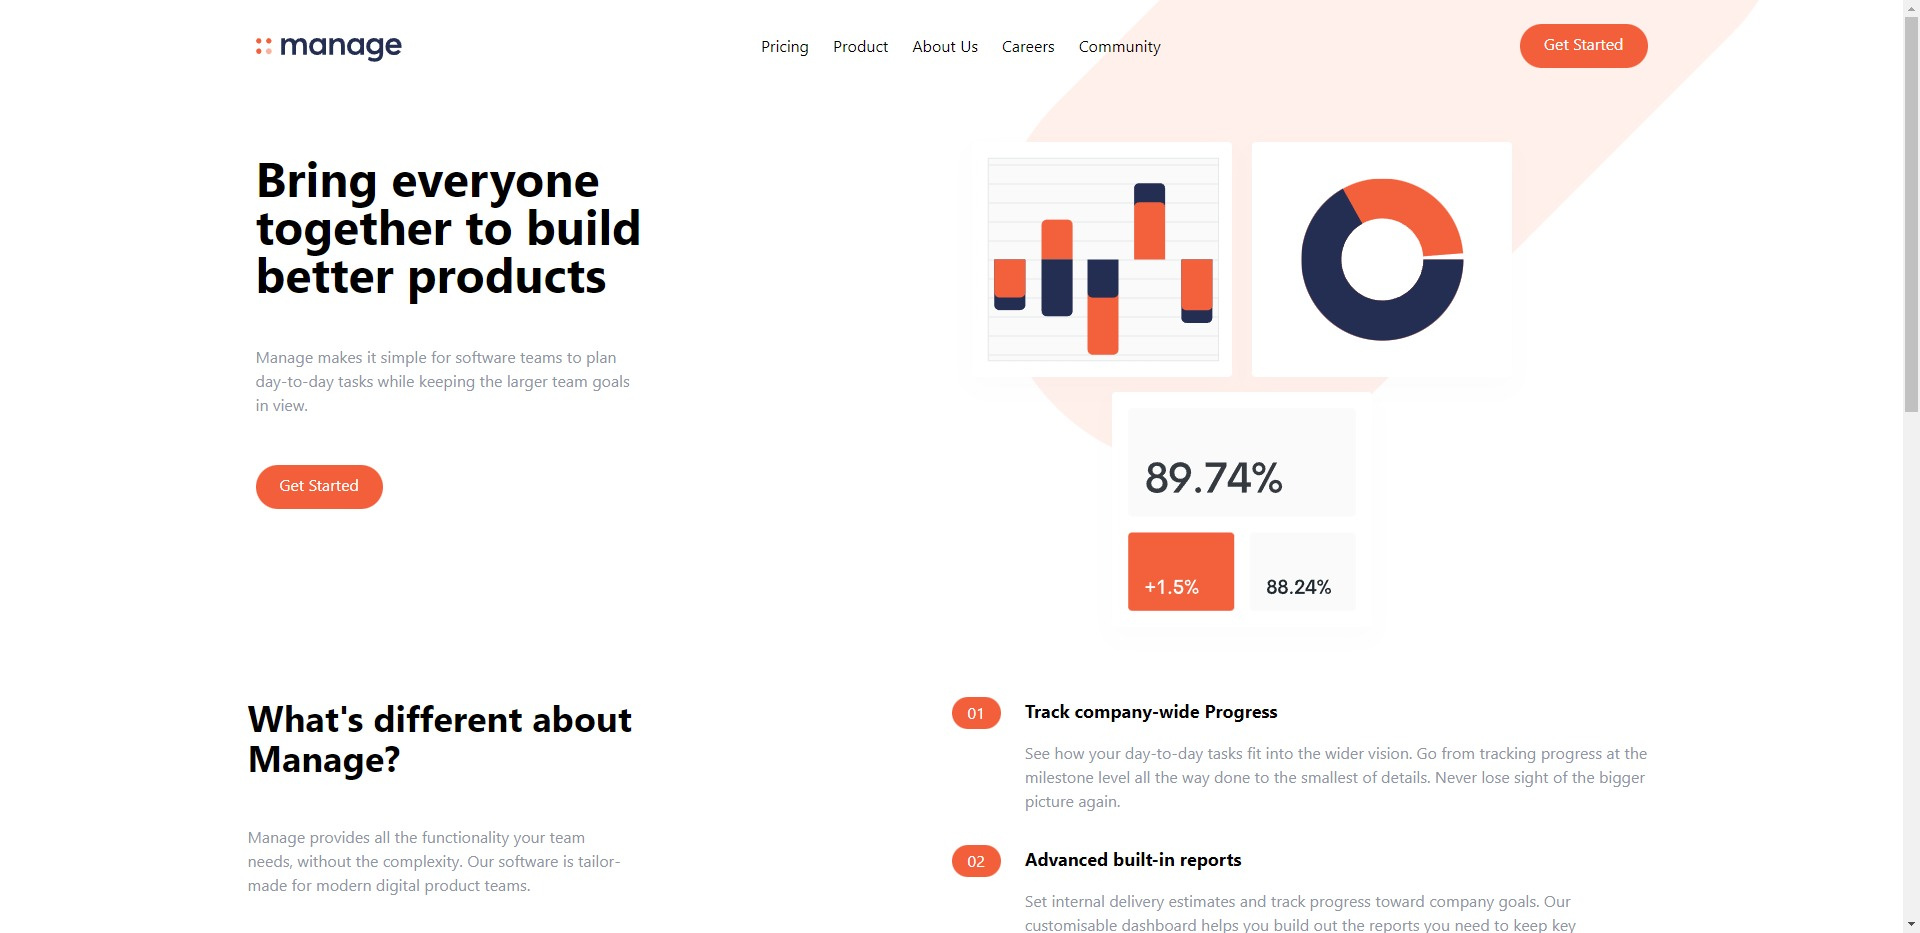 manage
Pricing Product About Us Careers Community
Get Started
Bring everyone
together to build
better products
Manage makes it simple for software teams to plan
day-to-day tasks while keeping the larger team goals
in view.
Get Started
89.74%
+1.5%
88.24%
What's different about
Manage?
Manage provides all the functionality your team
needs, without the complexity. Our software is tailor-
made for modern digital product teams.
01
Track company-wide Progress
See how your day-to-day tasks fit into the wider vision. Go from tracking progress at the
milestone level all the way done to the smallest of details. Never lose sight of the bigger
picture again.
02
Advanced built-in reports
Set internal delivery estimates and track progress toward company goals. Our
customisable dashboard helps you build out the reports you need to keep key